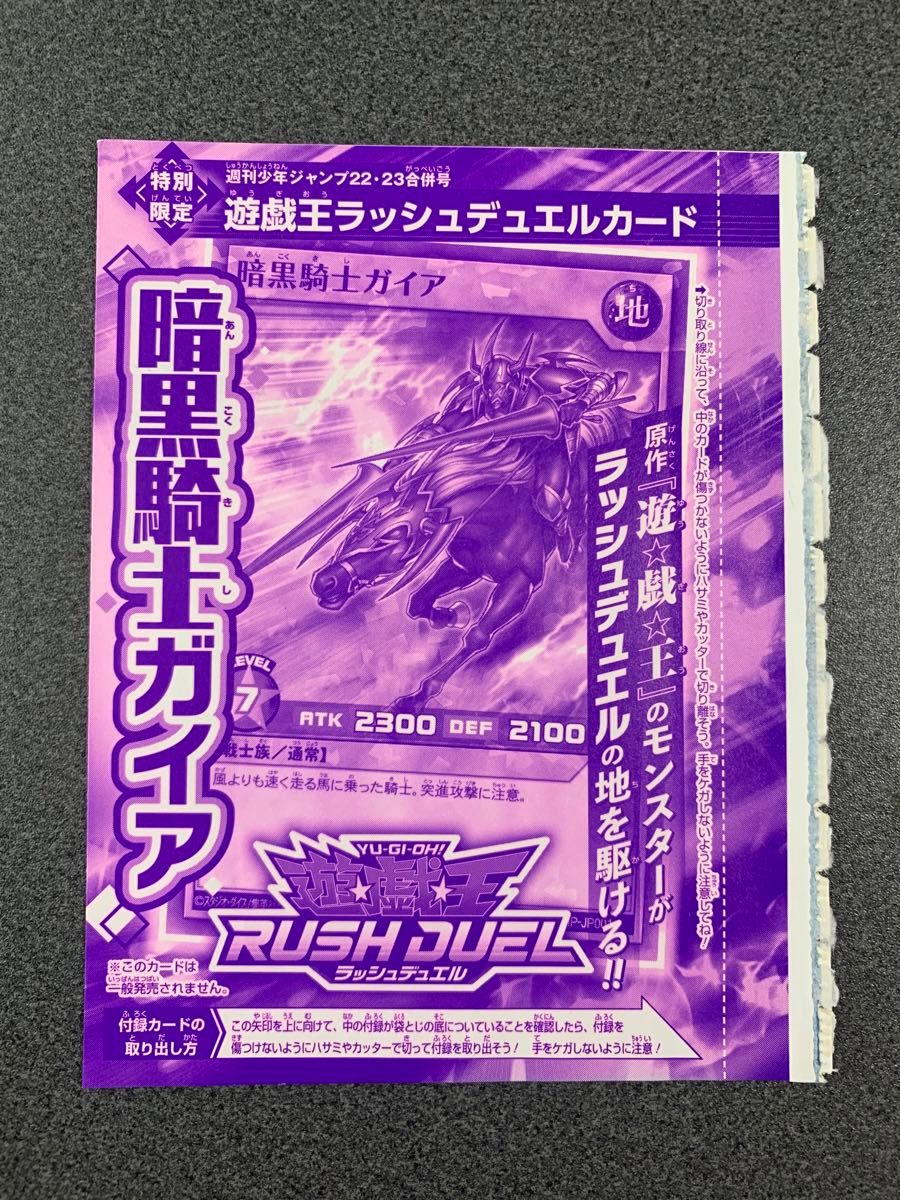 特別
限定
週刊少年ジャンプ22・23合併号
遊戯王ラッシュデュエルカード
暗黒騎士ガイア
暗黒騎士ガイア
地
原作『遊☆戯☆王』のモンスターが
ラッシュデュエルの地を駆ける!!
➡切り取り線に沿って、中のカードが傷つかないようにハサミやカッターで切り離そう。手をケガしないように注意してね!
LEVEL
7
ATK 2300 DEF 2100
戦士族/通常】
風よりも速く走る馬に乗った騎士。突進攻撃に注意。
YU-GI-OH!
遊☆戯☆王
RUSH DUEL
ラッシュデュエル
©スタジオ・ダイス/集英
P-JP001
※このカードは
一般発売されません。
付録カードの
取り出し方
この矢印を上に向けて、中の付録が袋とじの底についていることを確認したら、付録を
傷つけないようにハサミやカッターで切って付録を取り出そう! 手をケガしないように注意!